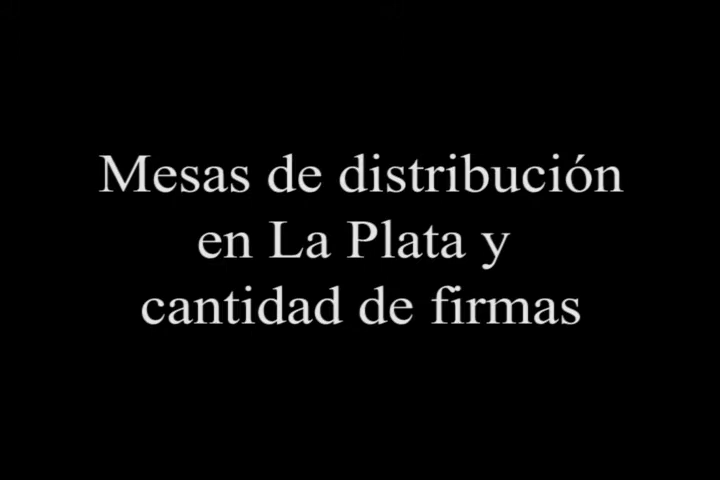 Mesas de distribución
en La Plata y
cantidad de firmas